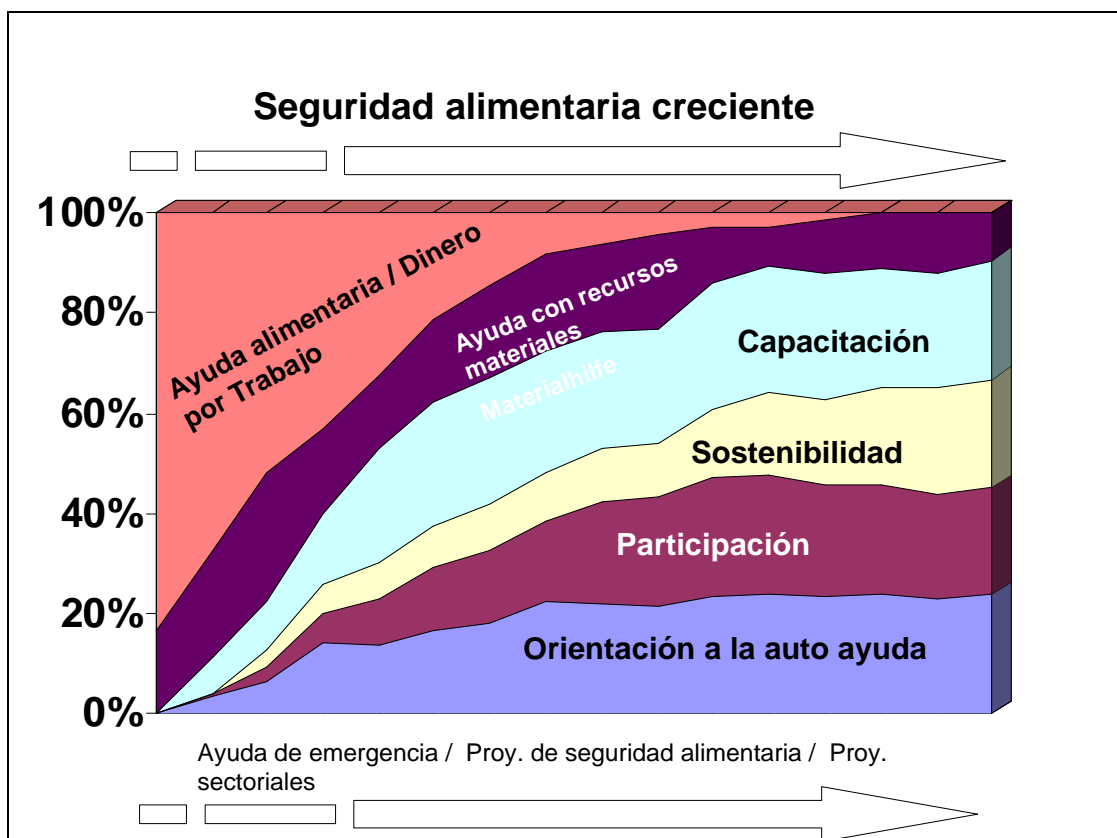 Seguridad alimentaria creciente
100%
80%
60%
40%
20%
0%
Ayuda alimentaria / Dinero
por Trabajo
Ayuda con recursos
materiales
Materialhilfe
Capacitación
Sostenibilidad
Participación
Orientación a la auto ayuda
Ayuda de emergencia / Proy. de seguridad alimentaria / Proy.
sectoriales